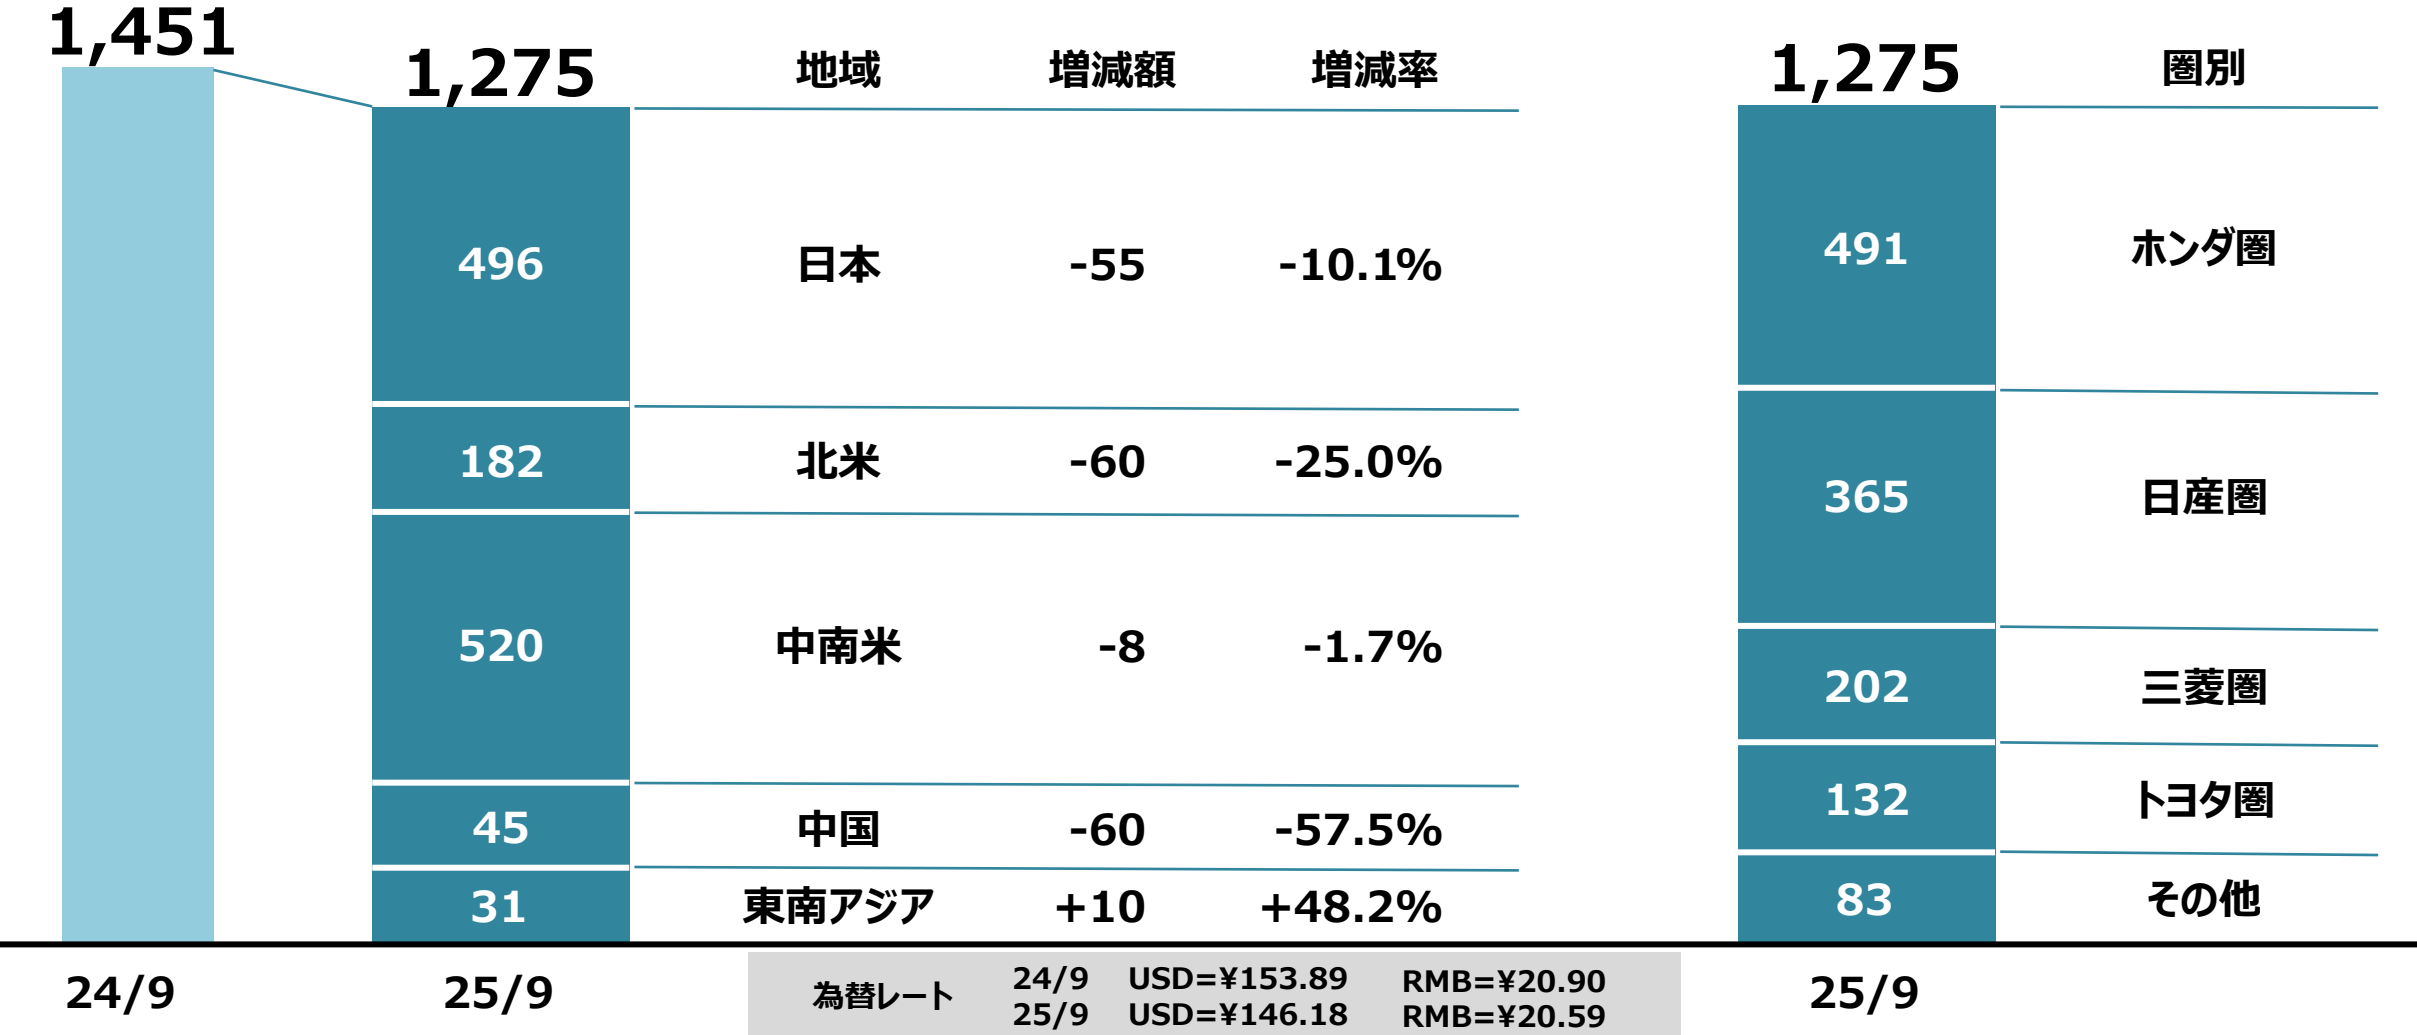 1,451
1,275 地域 増減額 増減率
496 日本 -55 -10.1%
182 北米 -60 -25.0%
520 中南米 -8 -1.7%
45 中国 -60 -57.5%
31 東南アジア +10 +48.2%
24/9 25/9
為替レート
24/9 USD=¥153.89 RMB=¥20.90
25/9 USD=¥146.18 RMB=¥20.59
1,275 圏別
491 ホンダ圏
365 日産圏
202 三菱圏
132 トヨタ圏
83 その他
25/9